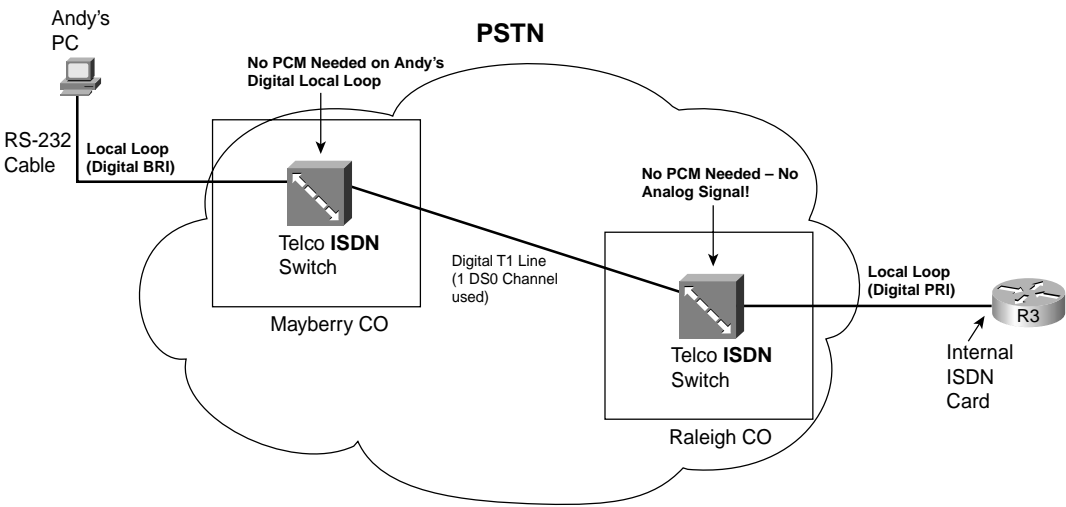 Andy's
PC
PSTN
No PCM Needed on Andy's
Digital Local Loop
RS-232
Cable
Local Loop
(Digital BRI)
No PCM Needed – No
Analog Signal!
Telco ISDN
Switch
Digital T1 Line
(1 DS0 Channel
used)
Local Loop
(Digital PRI)
R3
Mayberry CO
Telco ISDN
Switch
Internal
ISDN
Card
Raleigh CO